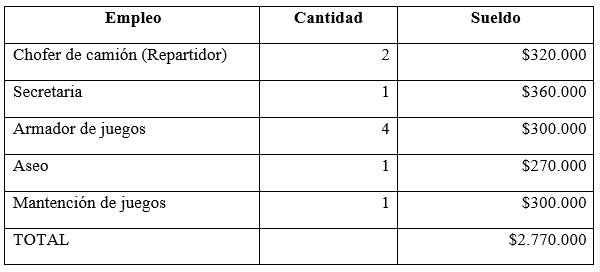 Empleo Cantidad Sueldo
Chofer de camión (Repartidor) 2 $320.000
Secretaria 1 $360.000
Armador de juegos 4 $300.000
Aseo 1 $270.000
Mantención de juegos 1 $300.000
TOTAL $2.770.000